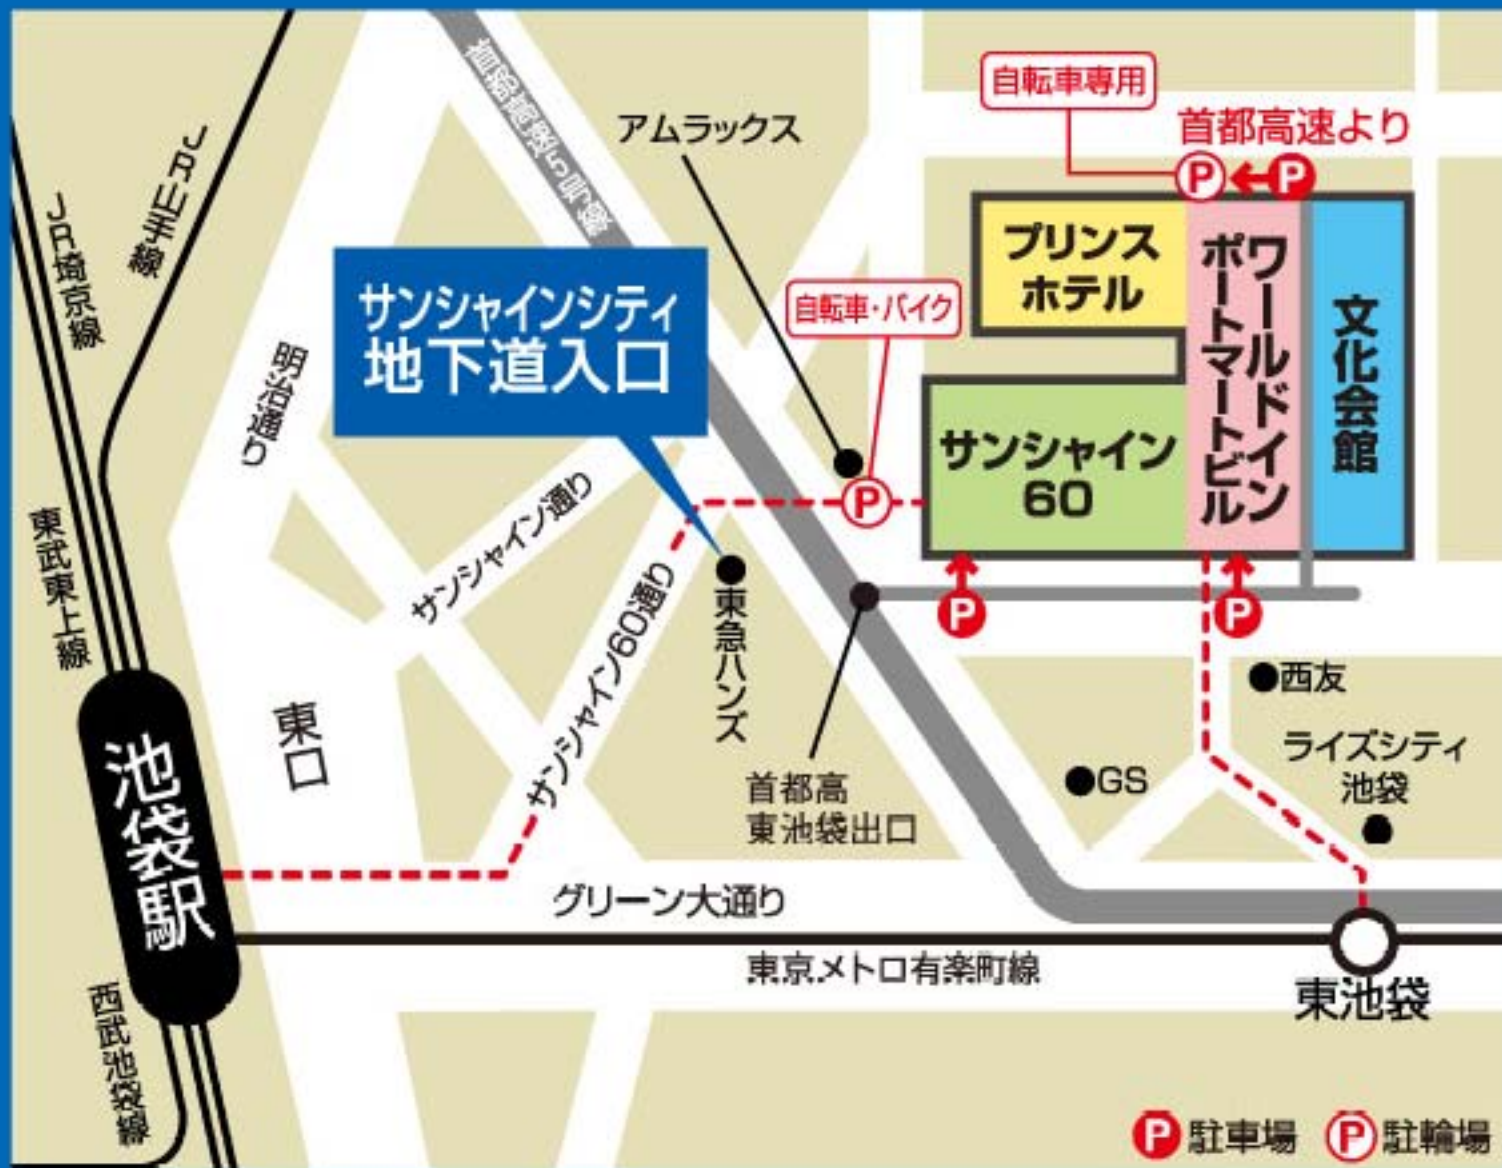 首都高速5号線
アムラックス
自転車専用
首都高速より
P
P
JR山手線
JR埼京線
サンシャインシティ
地下道入口
自転車・バイク
プリンス
ホテル
ワールドイン
ポートマートビル
文化会館
明治通り
サンシャイン
60
P
サンシャイン通り
東武東上線
サンシャイン60通り
東急ハンズ
P
P
西友
東口
池袋駅
首都高
東池袋出口
GS
ライズシティ
池袋
グリーン大通り
東京メトロ有楽町線
東池袋
西武池袋線
P 駐車場
P 駐輪場